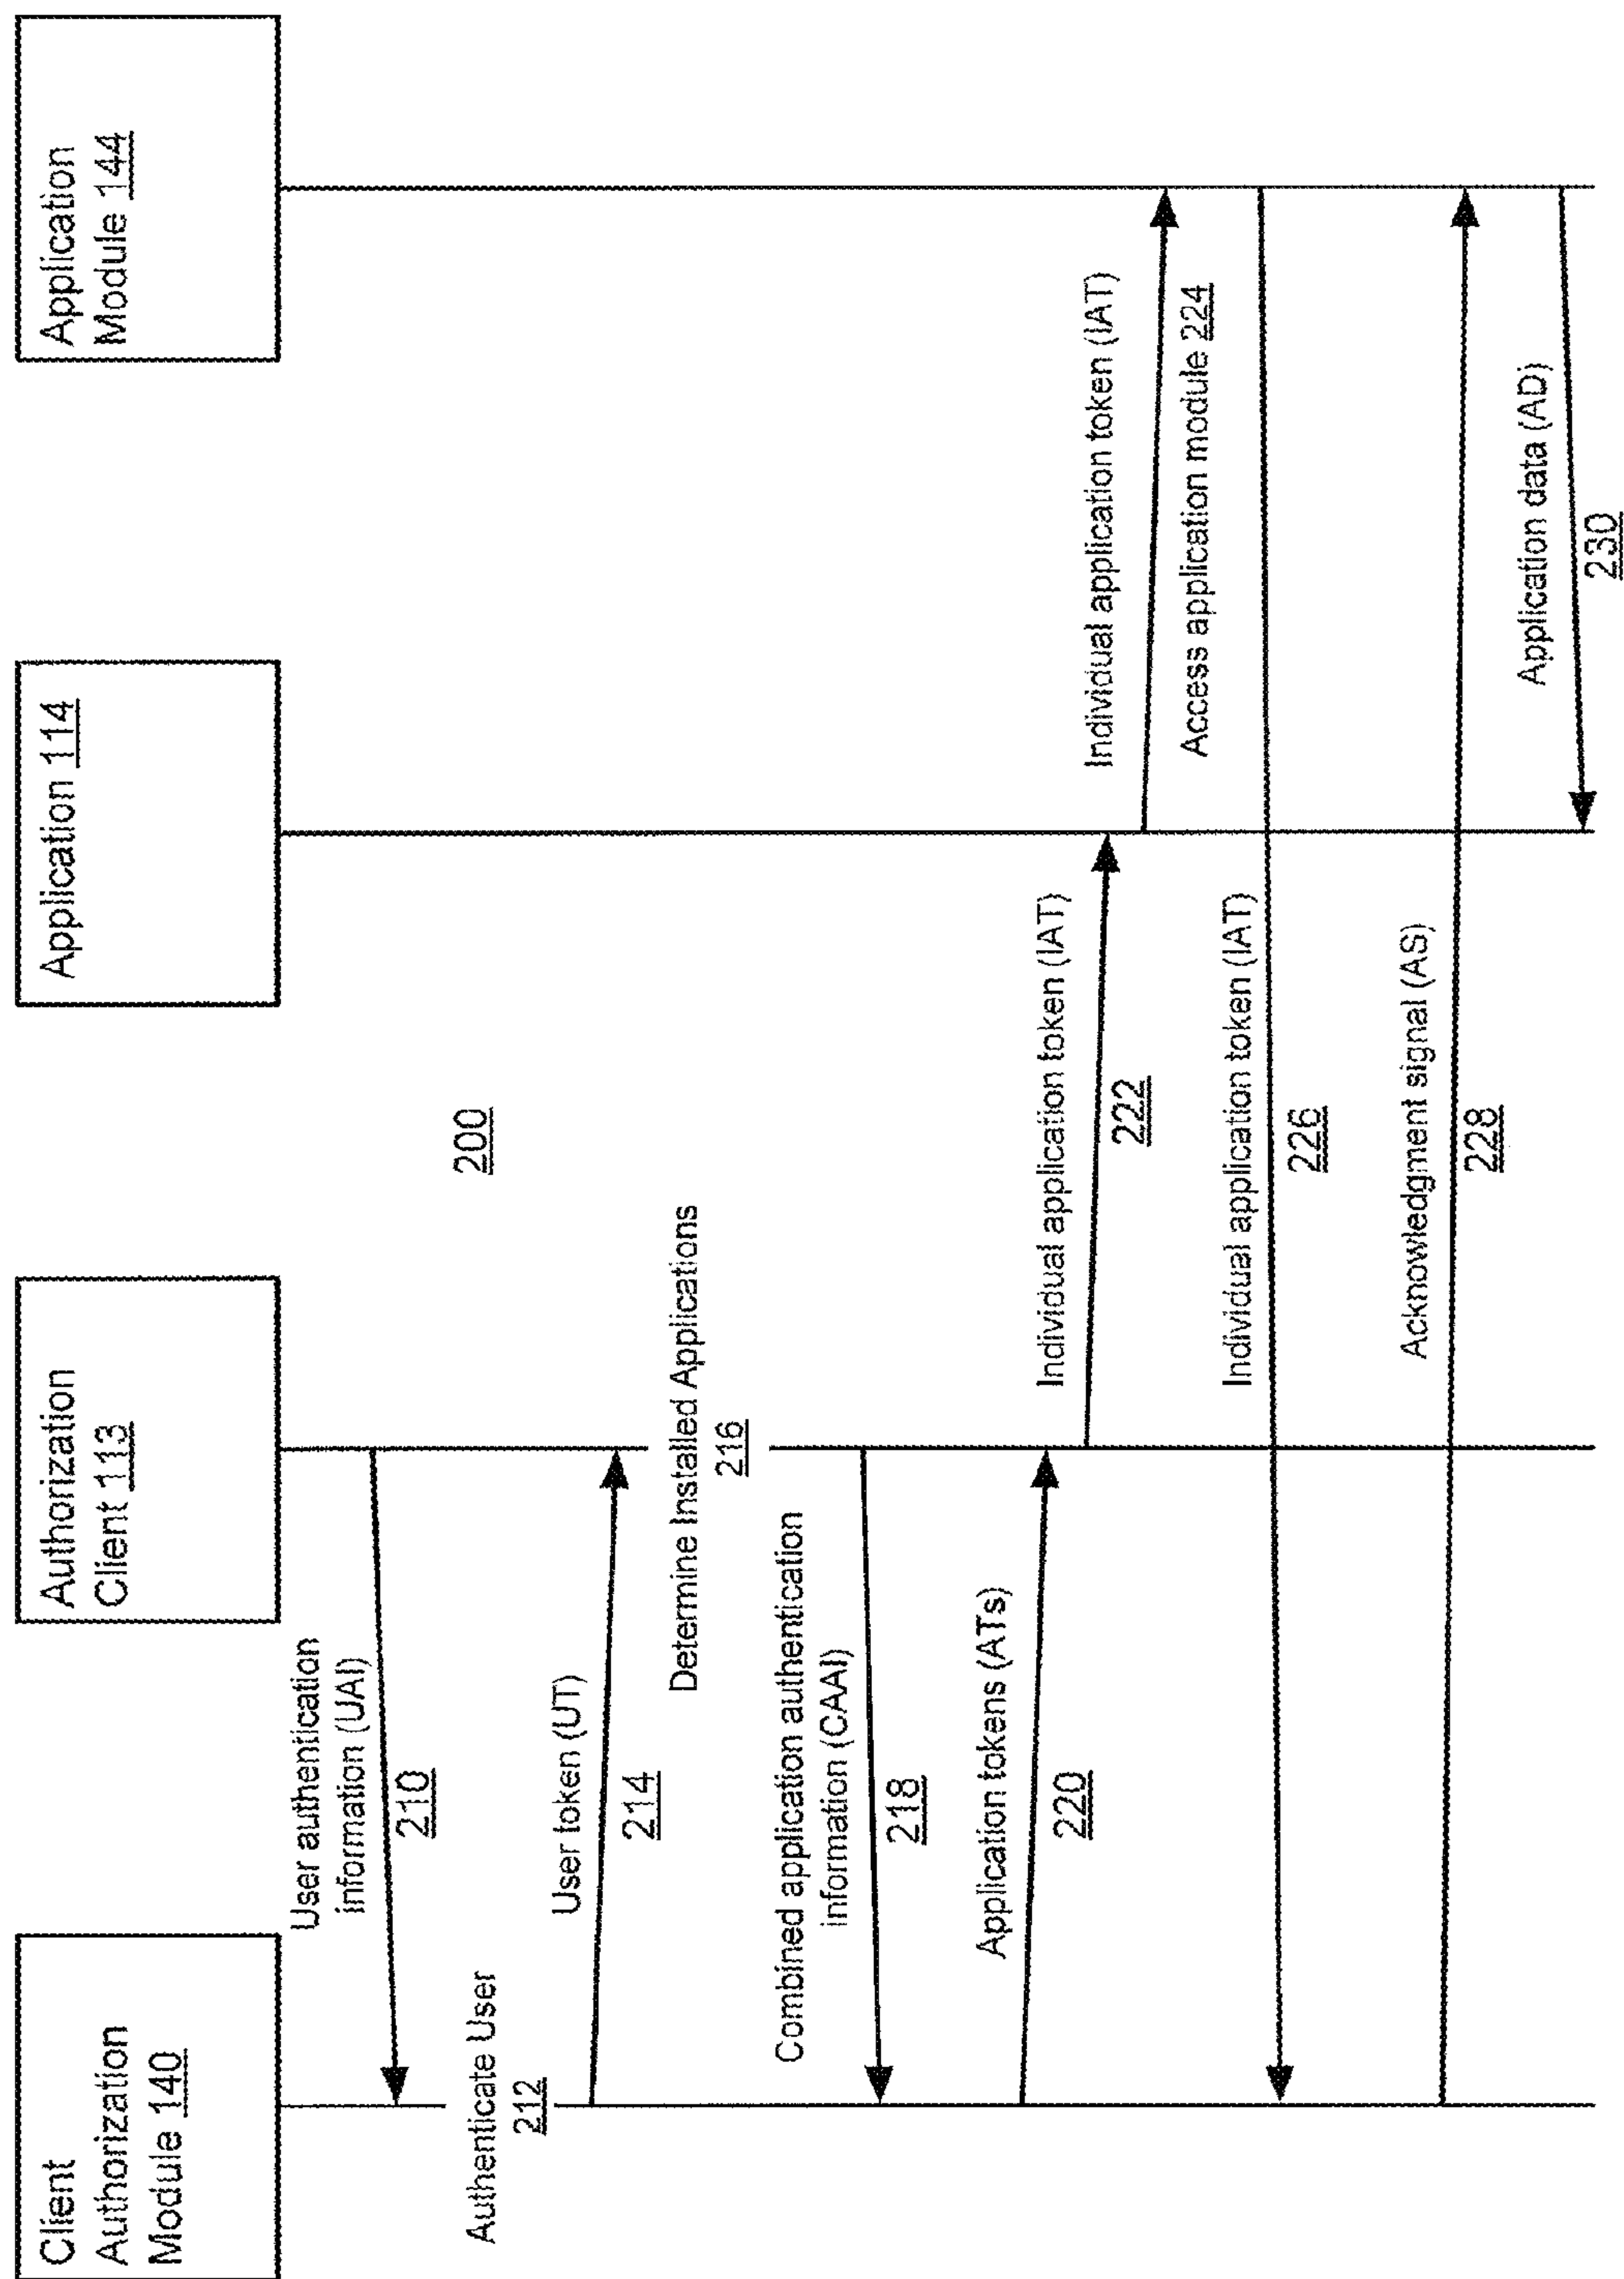 Client
Authorization
Module 140
Authorization
Client 113
Application 114
Application
Module 144
User authentication
information (UAI)
210
Authenticate User
212
200
User token (UT)
214
Determine Installed Applications
216
Combined application authentication
information (CAAI)
218
Application tokens (ATs)
220
Individual application token (IAT)
222
Individual application token (IAT)
Access application module 224
Individual application token (IAT)
226
Acknowledgment signal (AS)
228
Application data (AD)
230